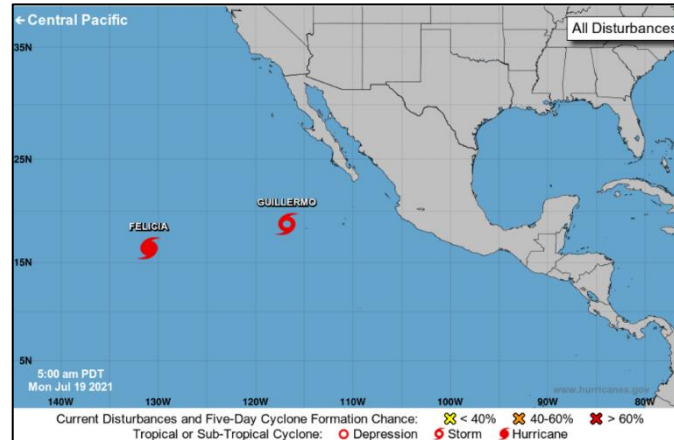 ← Central Pacific
All Disturbances
35N
25N
GUILLERMO
FELICIA
15N
5N
5:00 am PDT
Mon Jul 19 2021
www.hurricanes.gov
140W 130W 120W 110W 100W 90W 80W
Current Disturbances and Five-Day Cyclone Formation Chance: < 40% 40-60% > 60%
Tropical or Sub-Tropical Cyclone: Depression Storm Hurricane